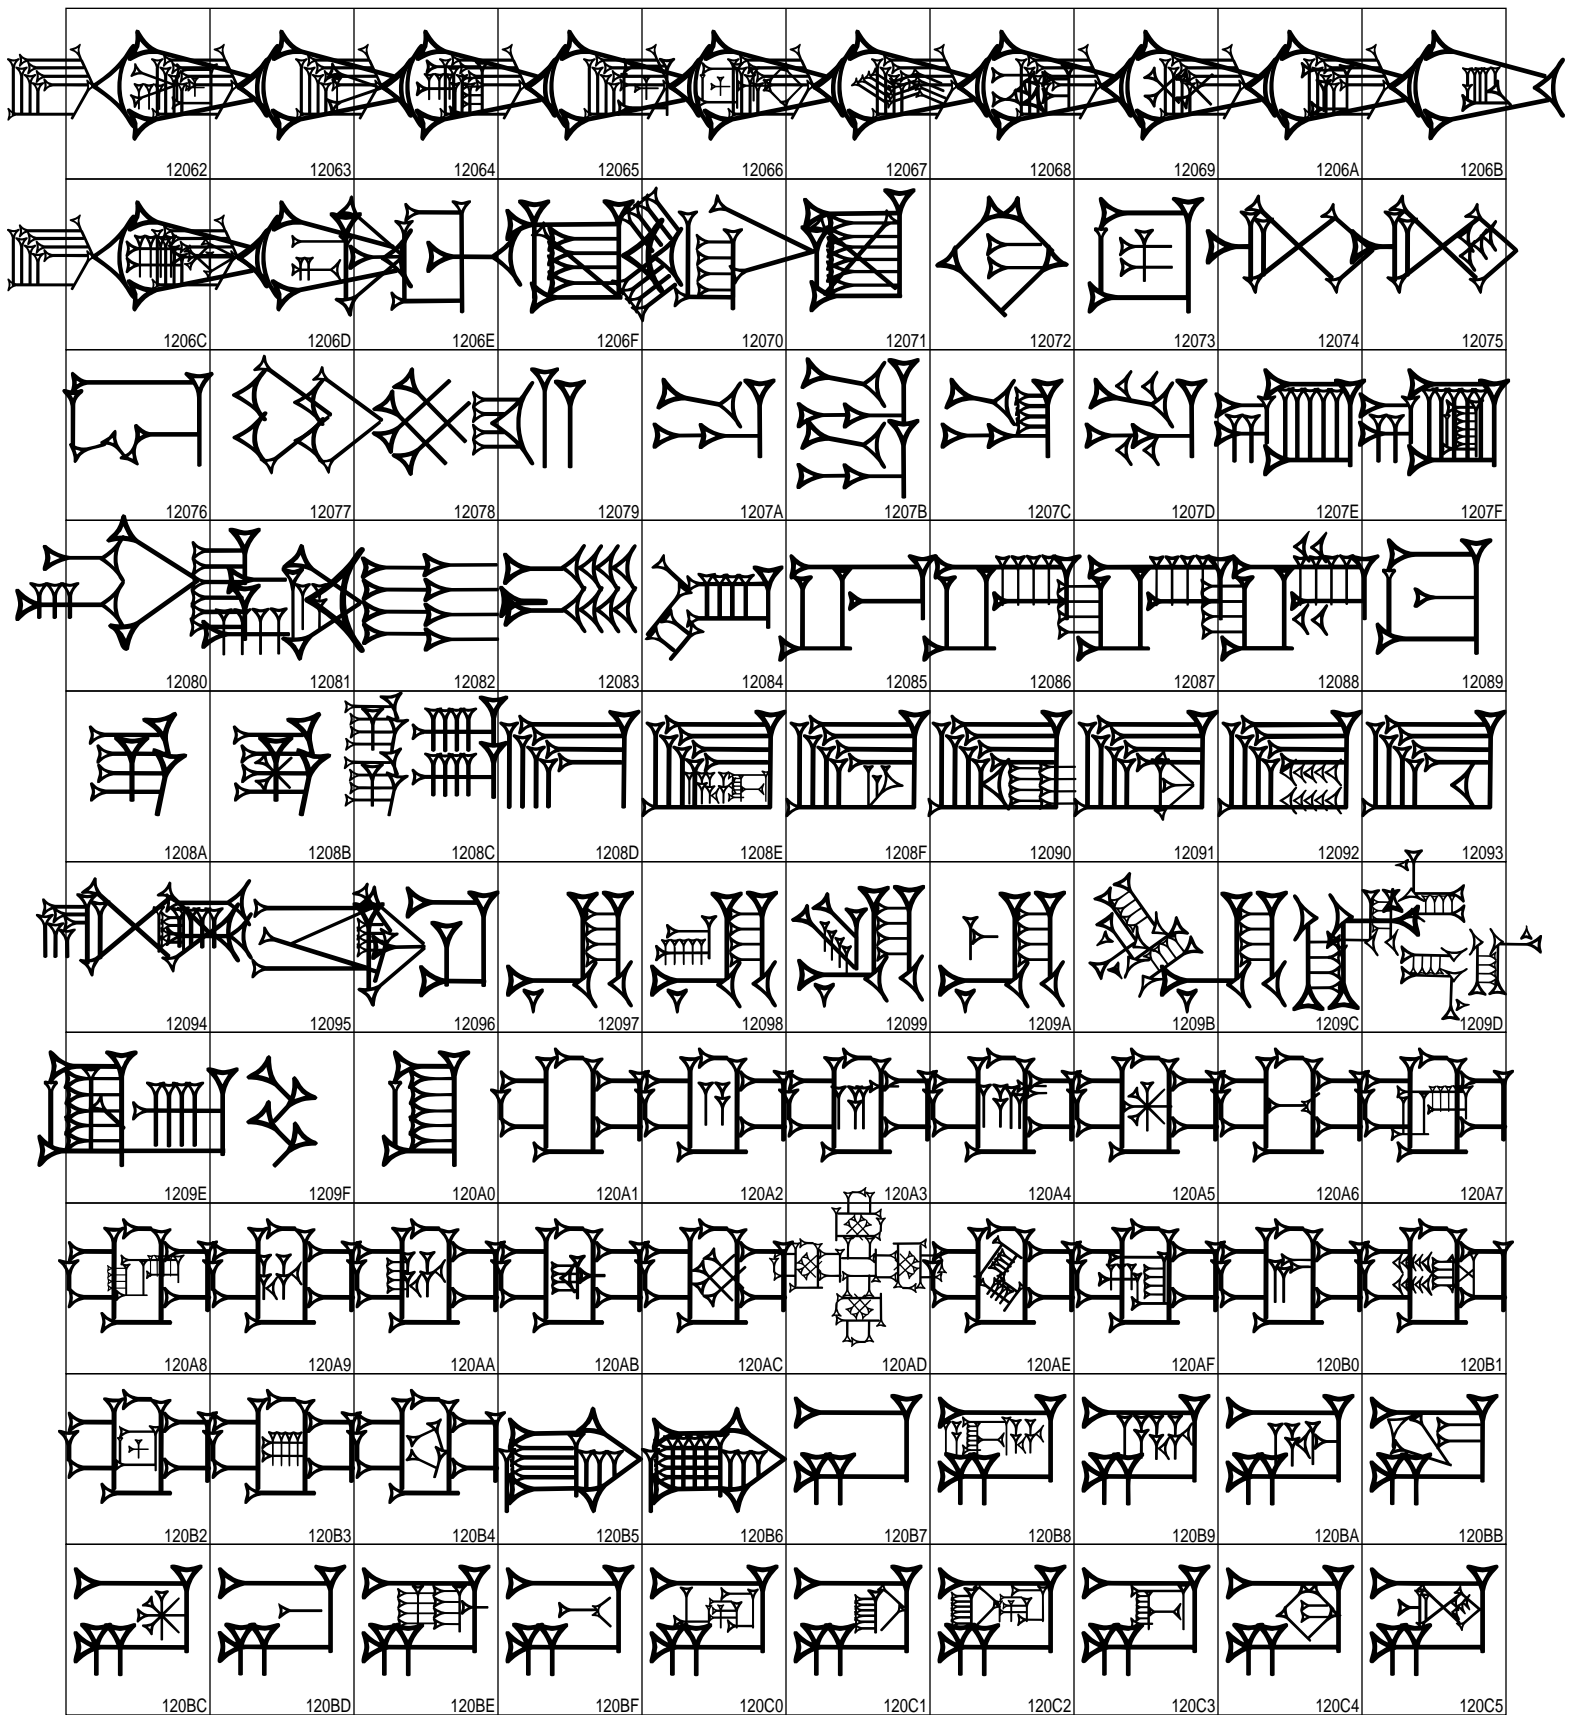 𒁢 𒁣 𒁤 𒁥 𒁦 𒁧 𒁨 𒁩 𒁪 𒁫
12062 12063 12064 12065 12066 12067 12068 12069 1206A 1206B
𒁬 𒁭 𒁮 𒁯 𒁰 𒁱 𒁲 𒁳 𒁴 𒁵
1206C 1206D 1206E 1206F 12070 12071 12072 12073 12074 12075
𒁶 𒁷 𒁸 𒁹 𒁺 𒁻 𒁼 𒁽 𒁾 𒁿
12076 12077 12078 12079 1207A 1207B 1207C 1207D 1207E 1207F
𒂀 𒂁 𒂂 𒂃 𒂄 𒂅 𒂆 𒂇 𒂈 𒂉
12080 12081 12082 12083 12084 12085 12086 12087 12088 12089
𒂊 𒂋 𒂌 𒂍 𒂎 𒂏 𒂐 𒂑 𒂒 𒂓
1208A 1208B 1208C 1208D 1208E 1208F 12090 12091 12092 12093
𒂔 𒂕 𒂖 𒂗 𒂘 𒂙 𒂚 𒂛 𒂜 𒂝
12094 12095 12096 12097 12098 12099 1209A 1209B 1209C 1209D
𒂞 𒂟 𒂠 𒂡 𒂢 𒂣 𒂤 𒂥 𒂦 𒂧
1209E 1209F 120A0 120A1 120A2 120A3 120A4 120A5 120A6 120A7
𒂨 𒂩 𒂪 𒂫 𒂬 𒂭 𒂮 𒂯 𒂰 𒂱
120A8 120A9 120AA 120AB 120AC 120AD 120AE 120AF 120B0 120B1
𒂲 𒂳 𒂴 𒂵 𒂶 𒂷 𒂸 𒂹 𒂺 𒂻
120B2 120B3 120B4 120B5 120B6 120B7 120B8 120B9 120BA 120BB
𒂼 𒂽 𒂾 𒂿 𒃀 𒃁 𒃂 𒃃 𒃄 𒃅
120BC 120BD 120BE 120BF 120C0 120C1 120C2 120C3 120C4 120C5